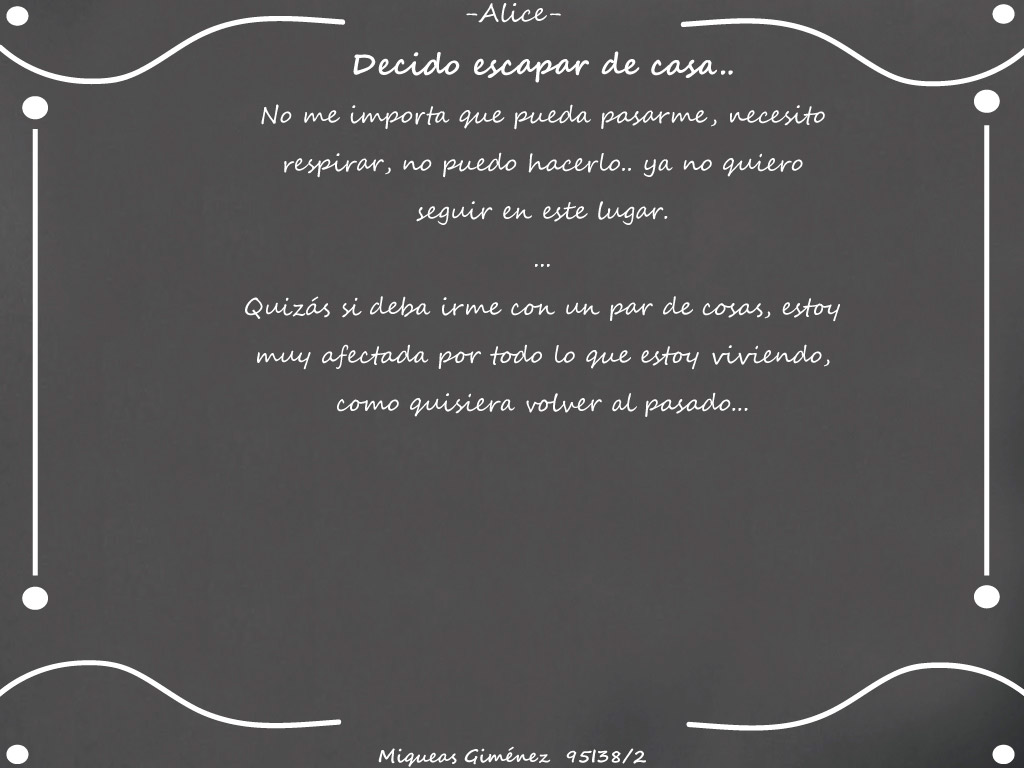 -Alice-
Decido escapar de casa..
No me importa que pueda pasarme, necesito
respirar, no puedo hacerlo.. ya no quiero
seguir en este lugar.
...
Quizás si deba irme con un par de cosas, estoy
muy afectada por todo lo que estoy viviendo,
como quisiera volver al pasado...
Miqueas Giménez 95138/2